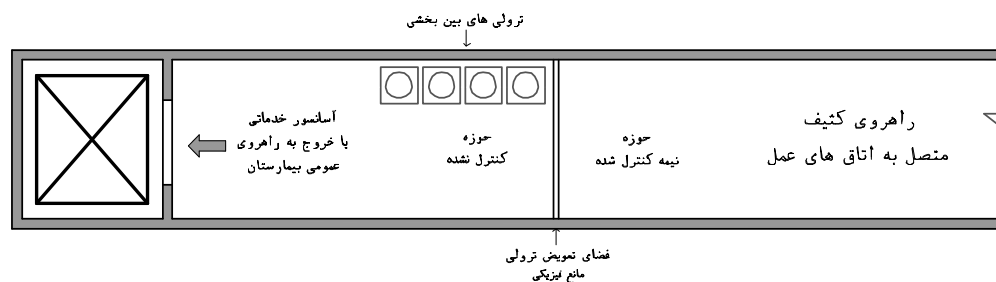 ترولی های بین بخشی
راهروی کثیف
متصل به اتاق های عمل
حوزه
نیمه کنترل شده
حوزه
کنترل نشده
آسانسور خدماتی
یا خروج به راهروی
عمومی بیمارستان
فضای تعویض ترولی
مانع فیزیکی